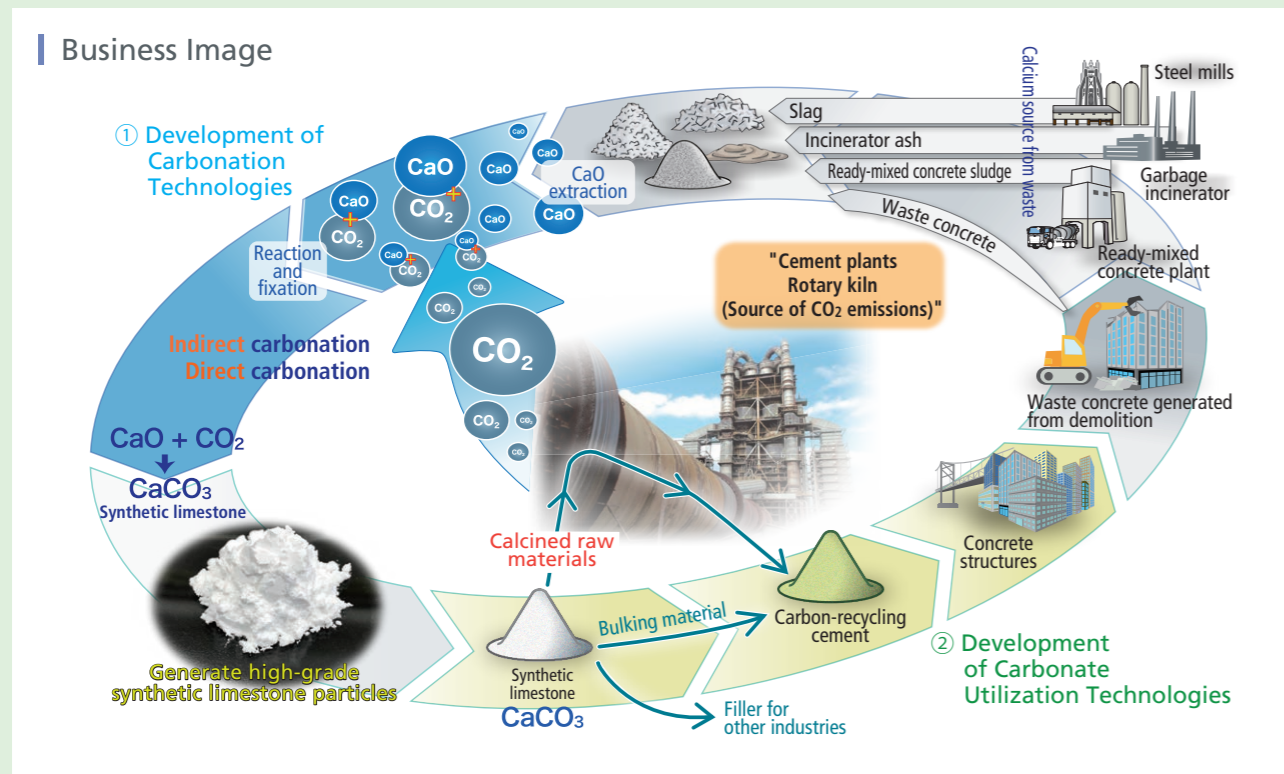 Business Image
① Development of
Carbonation
Technologies
CaO
CaO
CaO
CaO
CaO
CaO
CaO
CaO
CaO
CO₂
CO₂
CO₂
CO₂
CaO
extraction
Reaction
and
fixation
CO₂
CO₂
CO₂
CO₂
CO₂
CO₂
Indirect carbonation
Direct carbonation
CaO + CO₂
CaCO₃
Synthetic limestone
Generate high-grade
synthetic limestone particles
Slag
Incinerator ash
Ready-mixed concrete sludge
Waste concrete
Calcium source from waste
Steel mills
Garbage
incinerator
Ready-mixed
concrete plant
"Cement plants
Rotary kiln
(Source of CO₂ emissions)"
Waste concrete generated
from demolition
Concrete
structures
Calcined raw
materials
Synthetic
limestone
CaCO₃
Bulking material
Filler for
other industries
Carbon-recycling
cement
② Development
of Carbonate
Utilization Technologies